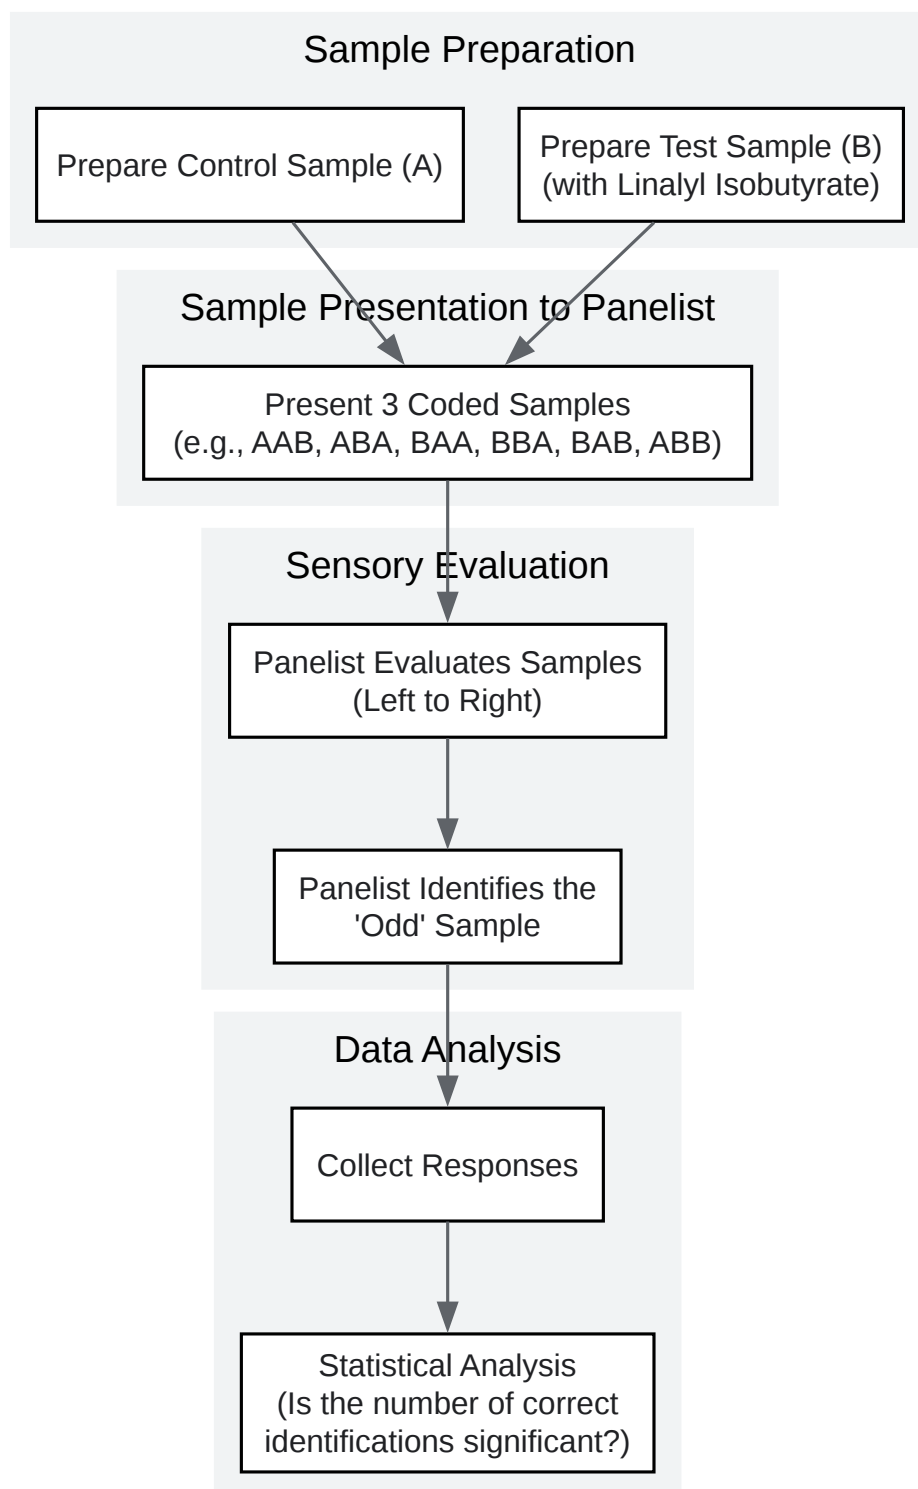 Sample Preparation
Prepare Control Sample (A)
Prepare Test Sample (B)
(with Linalyl Isobutyrate)
Sample Presentation to Panelist
Present 3 Coded Samples
(e.g., AAB, ABA, BAA, BBA, BAB, ABB)
Sensory Evaluation
Panelist Evaluates Samples
(Left to Right)
Panelist Identifies the
'Odd' Sample
Data Analysis
Collect Responses
Statistical Analysis
(Is the number of correct
identifications significant?)